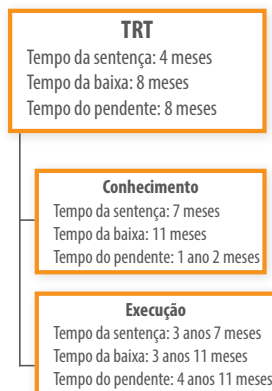 TRT
Tempo da sentença: 4 meses
Tempo da baixa: 8 meses
Tempo do pendente: 8 meses
Conhecimento
Tempo da sentença: 7 meses
Tempo da baixa: 11 meses
Tempo do pendente: 1 ano 2 meses
Execução
Tempo da sentença: 3 anos 7 meses
Tempo da baixa: 3 anos 11 meses
Tempo do pendente: 4 anos 11 meses